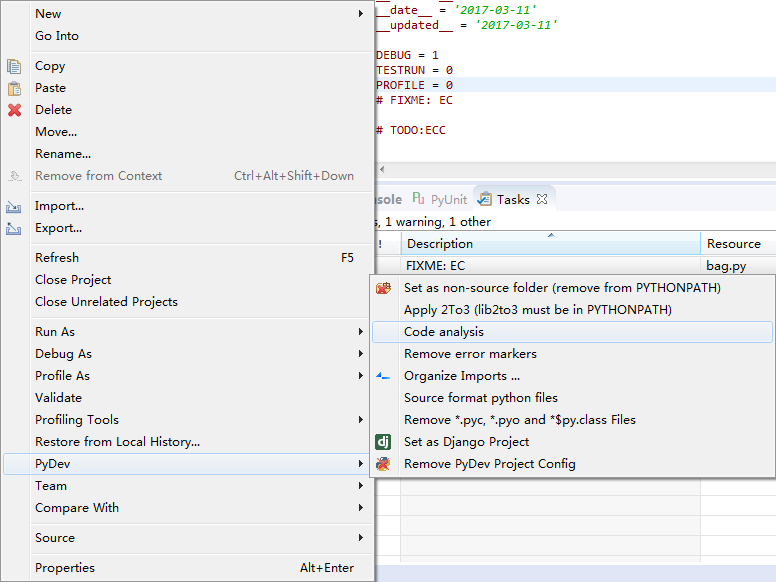 New
Go Into
Copy
Paste
Delete
Move...
Rename...
Remove from Context Ctrl+Alt+Shift+Down
Import...
Export...
Refresh F5
Close Project
Close Unrelated Projects
Run As
Debug As
Profile As
Validate
Profiling Tools
Restore from Local History...
PyDev
Team
Compare With
Source
Properties Alt+Enter
__date__ = '2017-03-11'
__updated__ = '2017-03-11'
DEBUG = 1
TESTRUN = 0
PROFILE = 0
# FIXME: EC
# TODO:ECC
sole PyUnit Tasks
s, 1 warning, 1 other
! Description Resource
FIXME: EC bag.py
Set as non-source folder (remove from PYTHONPATH)
Apply 2To3 (lib2to3 must be in PYTHONPATH)
Code analysis
Remove error markers
Organize Imports ...
Source format python files
Remove *.pyc, *.pyo and *$py.class Files
dj Set as Django Project
Remove PyDev Project Config